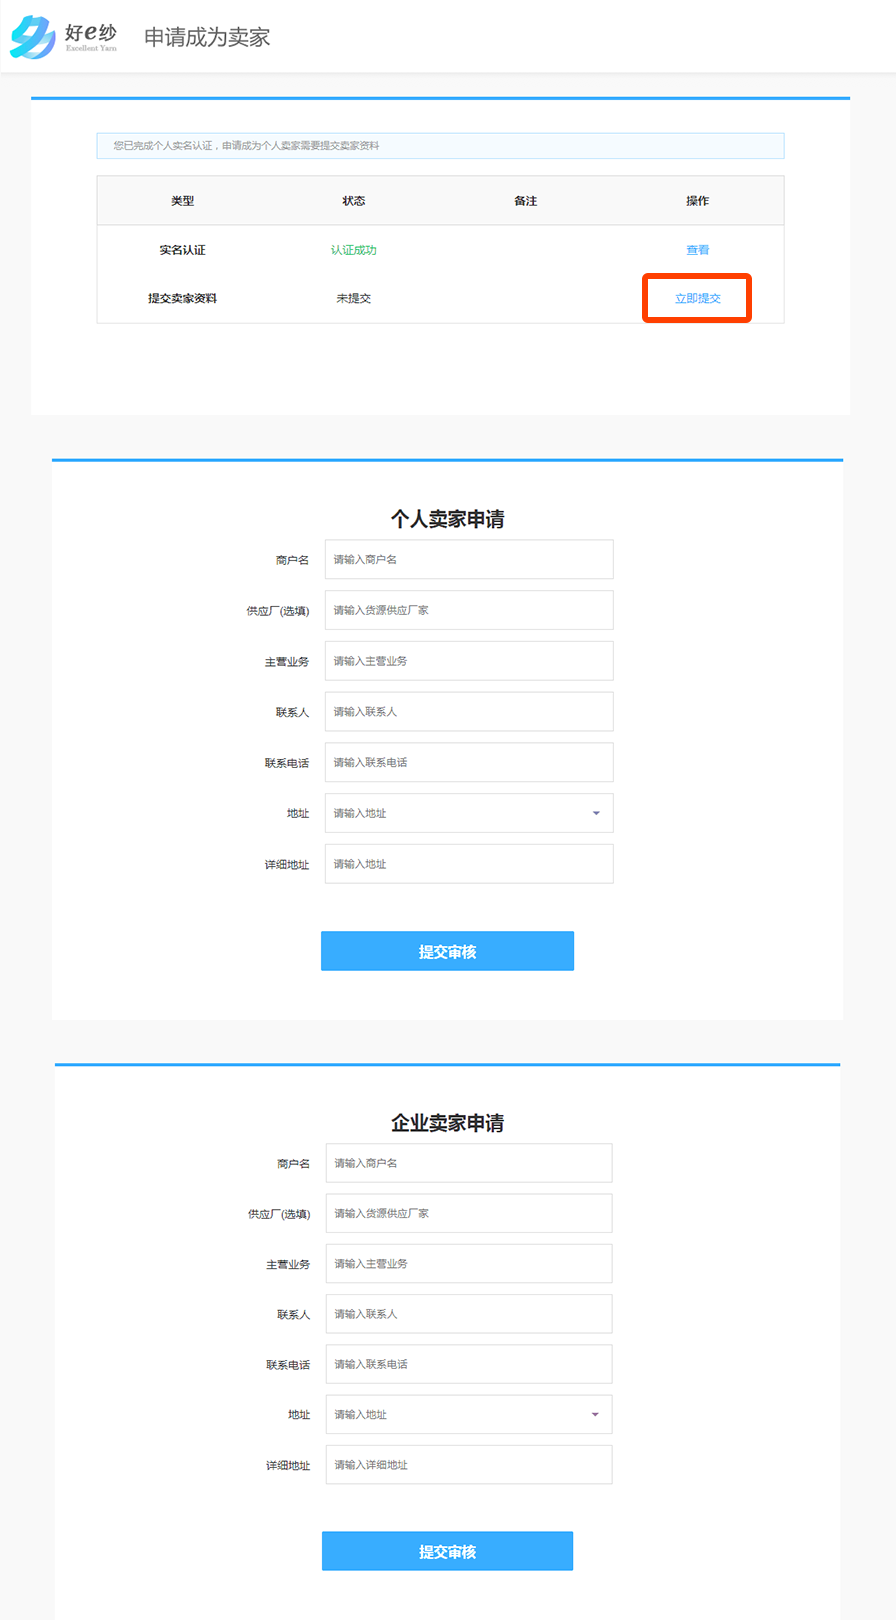 好e纱
Excellent Yarn
申请成为卖家
您已完成个人实名认证，申请成为个人卖家需要提交卖家资料
类型 状态 备注 操作
实名认证 认证成功 查看
提交卖家资料 未提交 立即提交
个人卖家申请
商户名 请输入商户名
供应厂(选填) 请输入货源供应厂家
主营业务 请输入主营业务
联系人 请输入联系人
联系电话 请输入联系电话
地址 请输入地址
详细地址 请输入地址
提交审核
企业卖家申请
商户名 请输入商户名
供应厂(选填) 请输入货源供应厂家
主营业务 请输入主营业务
联系人 请输入联系人
联系电话 请输入联系电话
地址 请输入地址
详细地址 请输入详细地址
提交审核